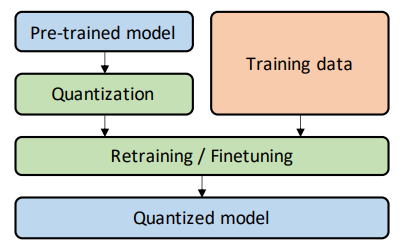 Pre-trained model
Quantization
Training data
Retraining / Finetuning
Quantized model